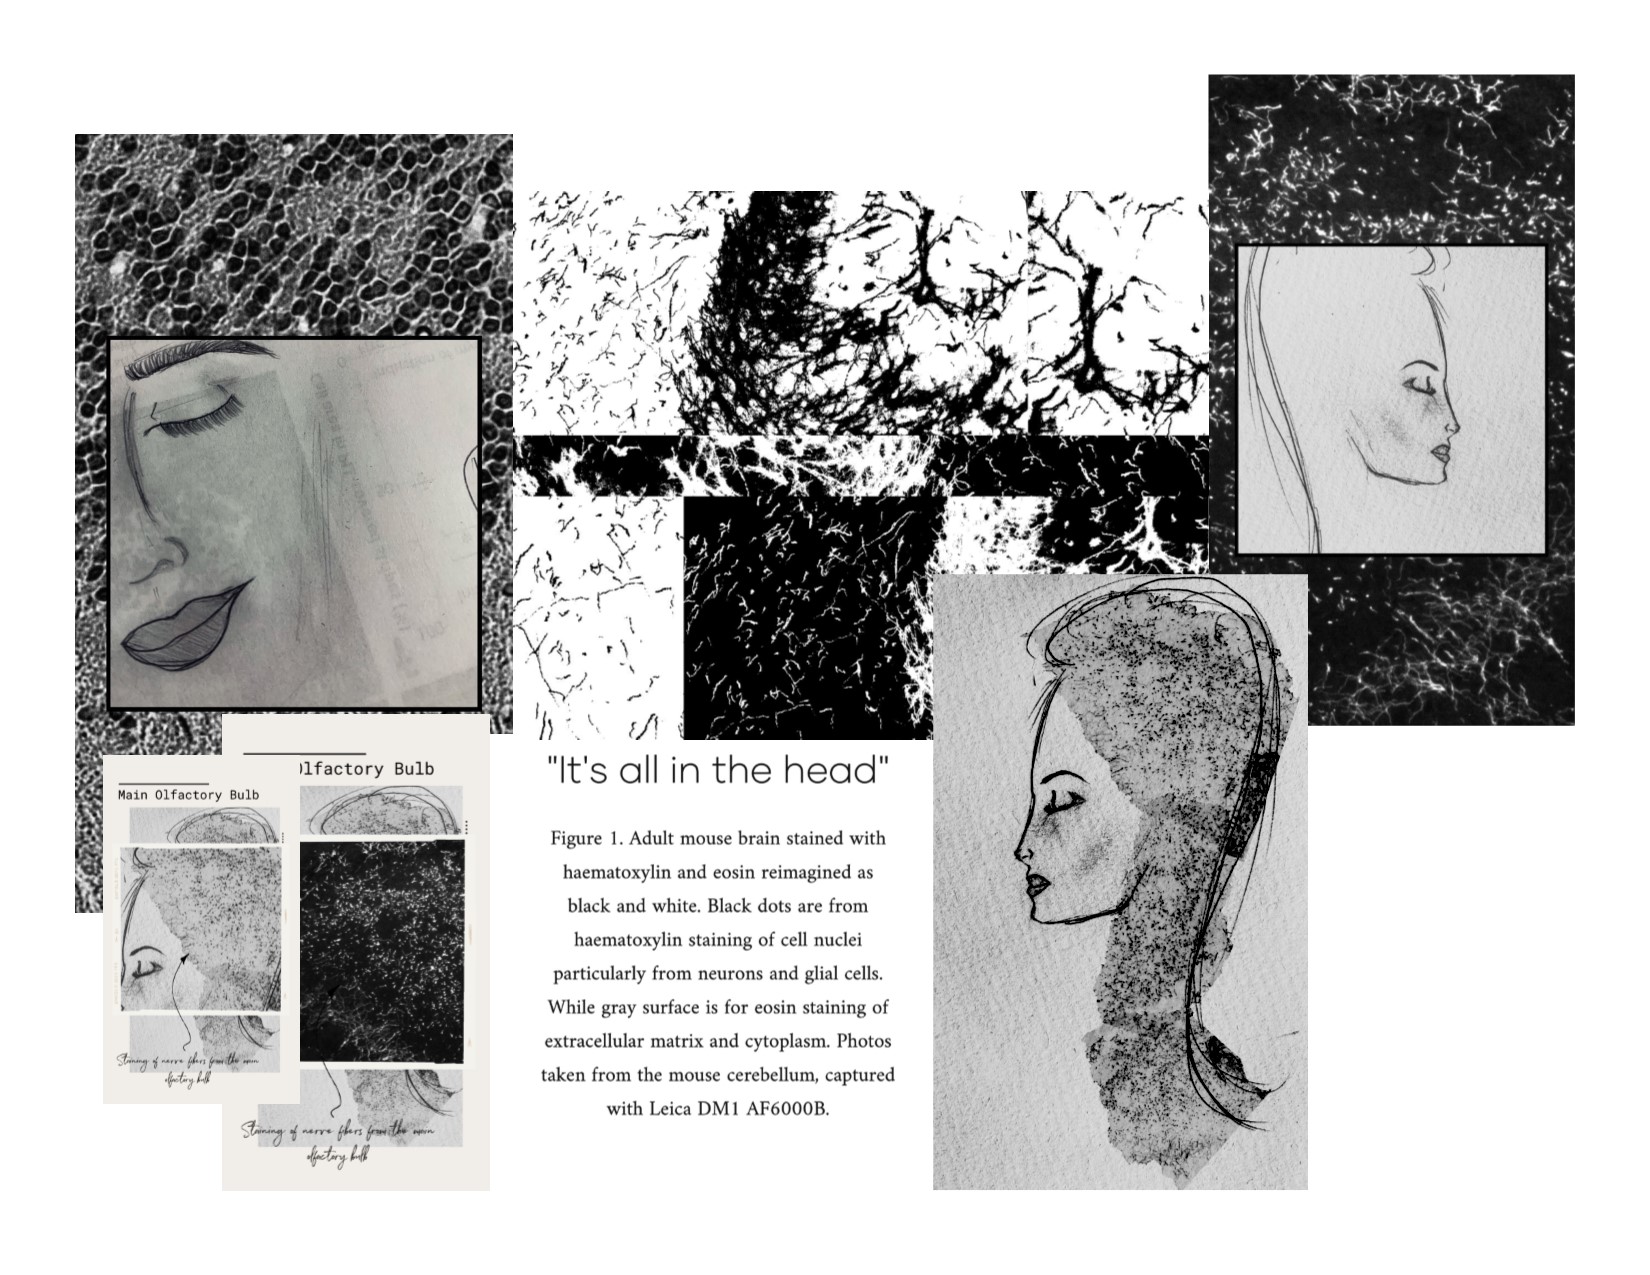 Olfactory Bulb
Main Olfactory Bulb
Staining of nerve fibers from the main
olfactory bulb
Staining of nerve fibers from the main
olfactory bulb
"It's all in the head"
Figure 1. Adult mouse brain stained with
haematoxylin and eosin reimagined as
black and white. Black dots are from
haematoxylin staining of cell nuclei
particularly from neurons and glial cells.
While gray surface is for eosin staining of
extracellular matrix and cytoplasm. Photos
taken from the mouse cerebellum, captured
with Leica DM1 AF6000B.